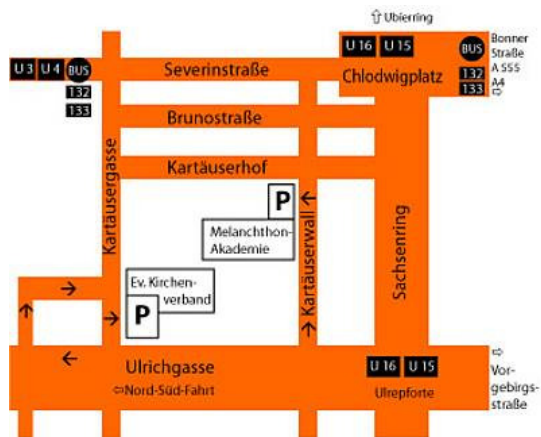 ⇧ Ubierring
U 16 U 15
BUS
Bonner
Straße
A 555
A4
⇨
132
133
Chlodwigplatz
U 3 U 4 BUS
132
133
Severinstraße
Brunostraße
Kartäuserhof
Kartäusergasse
P
Melanchthon-
Akademie
Kartäuserwall
Sachsenring
Ev. Kirchen-
verband
P
Ulrichgasse
⇦Nord-Süd-Fahrt
U 16 U 15
Ulrepforte
⇨
Vor-
gebirgs-
straße